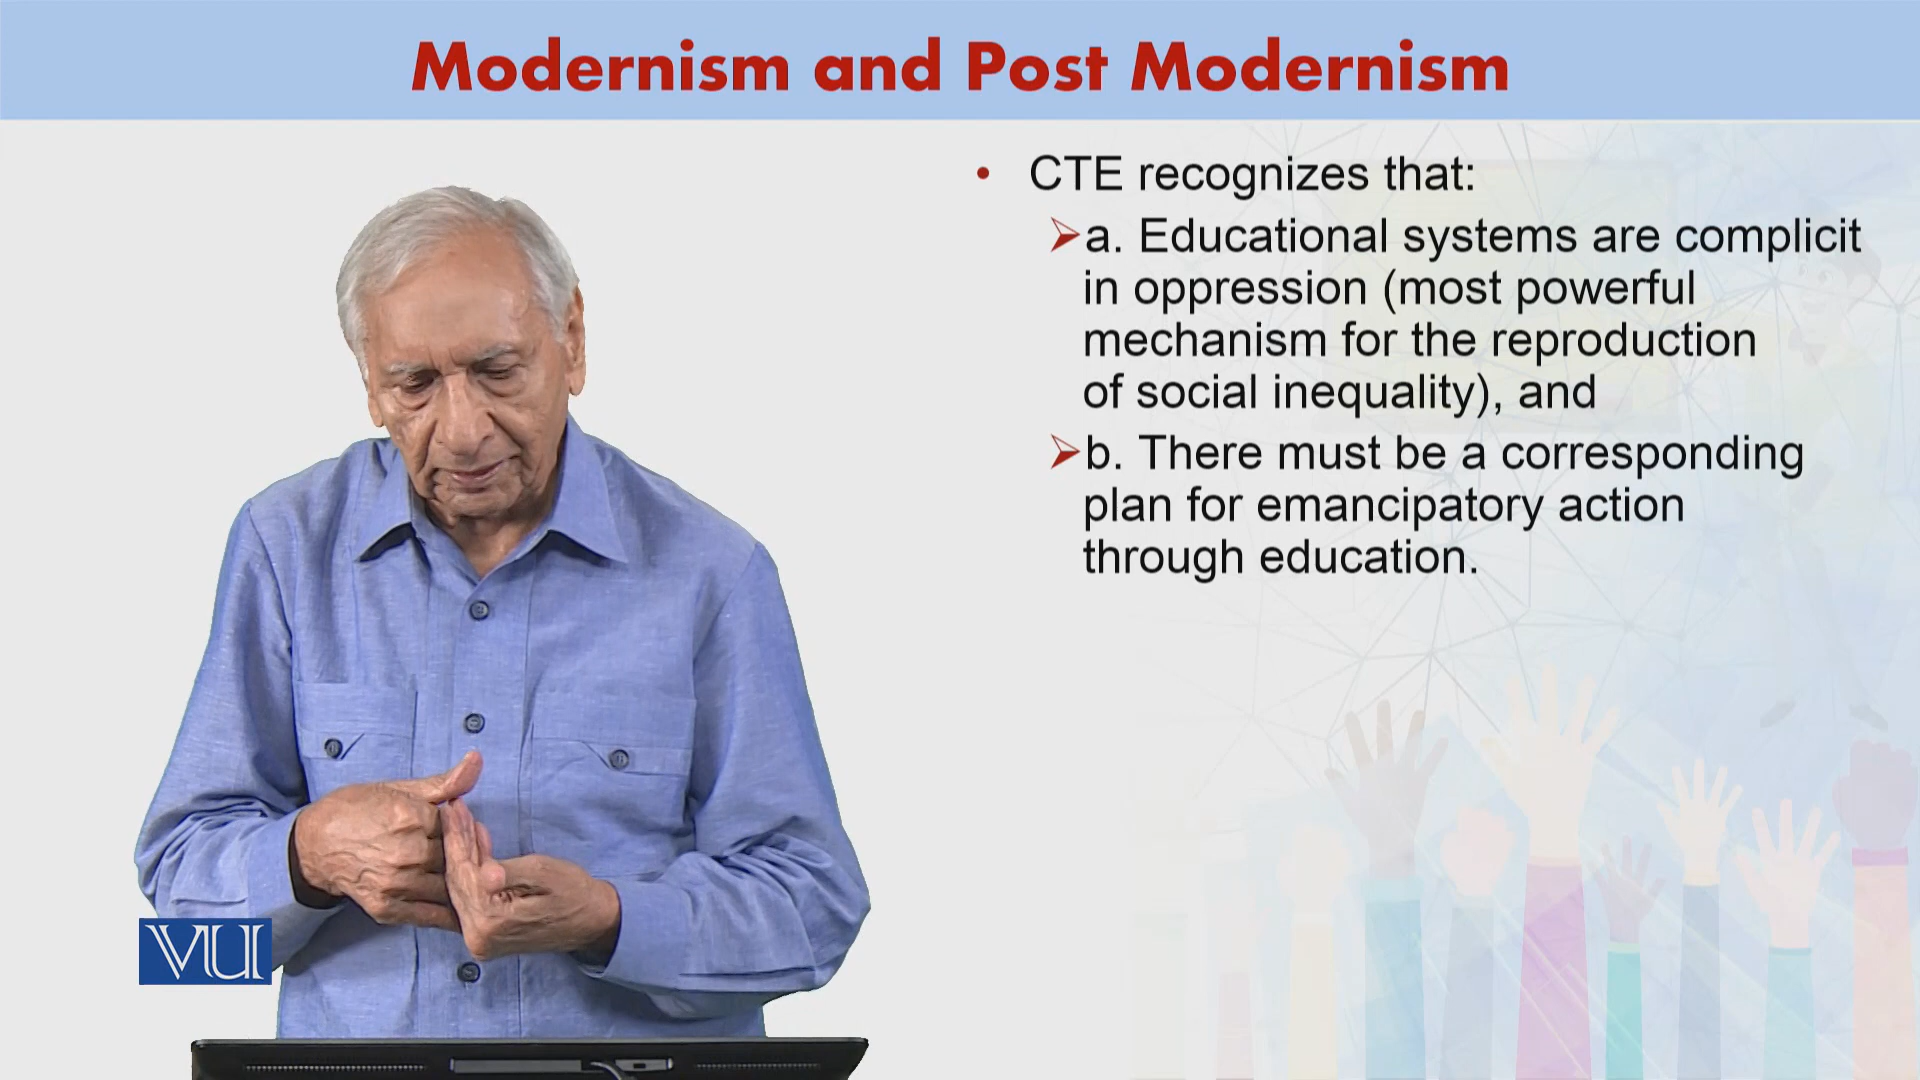 Modernism and Post Modernism
• CTE recognizes that:
➢a. Educational systems are complicit
in oppression (most powerful
mechanism for the reproduction
of social inequality), and
➢b. There must be a corresponding
plan for emancipatory action
through education.
VU